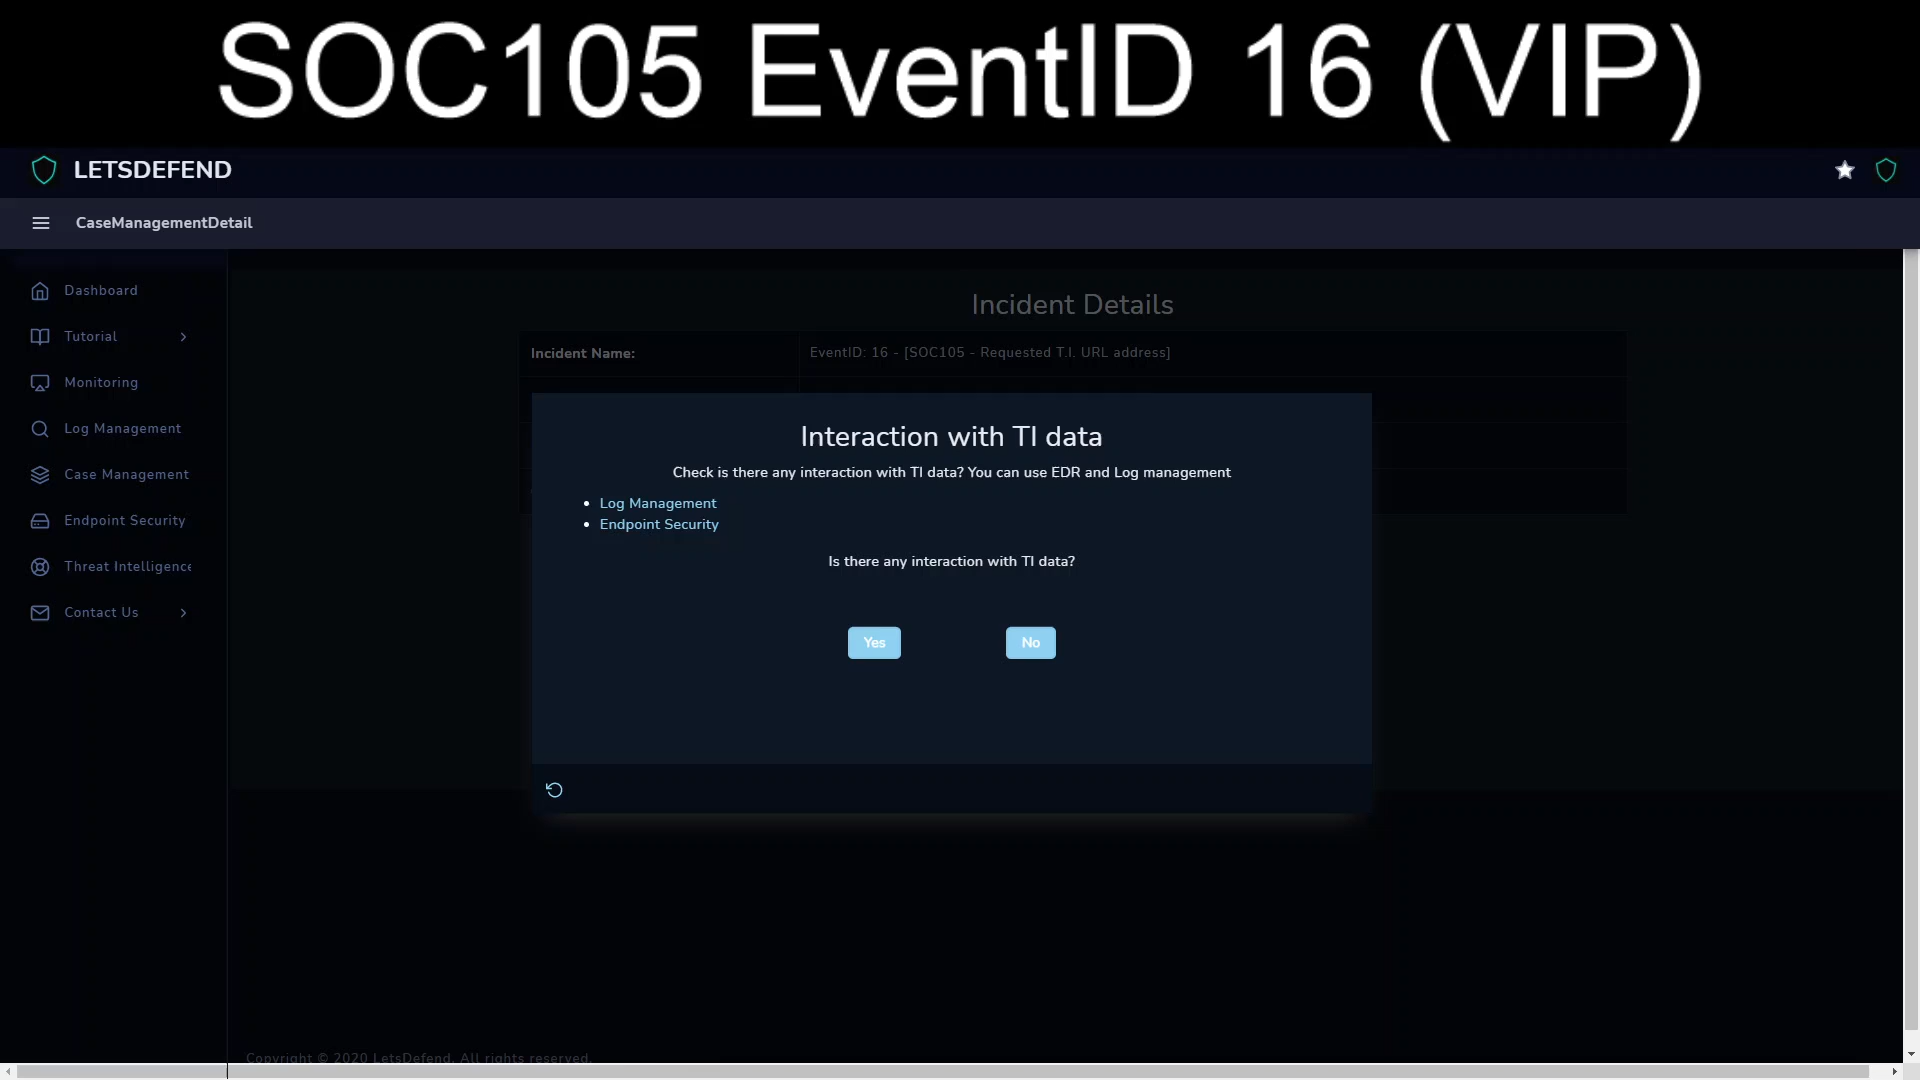 SOC105 EventID 16 (VIP)
LETSDEFEND
CaseManagementDetail
Dashboard
Tutorial
Monitoring
Log Management
Case Management
Endpoint Security
Threat Intelligence
Contact Us
Incident Details
Incident Name:
EventID: 16 - [SOC105 - Requested T.I. URL address]
Interaction with TI data
Check is there any interaction with TI data? You can use EDR and Log management
Log Management
Endpoint Security
Is there any interaction with TI data?
Yes
No
Copyright © 2020 LetsDefend. All rights reserved.